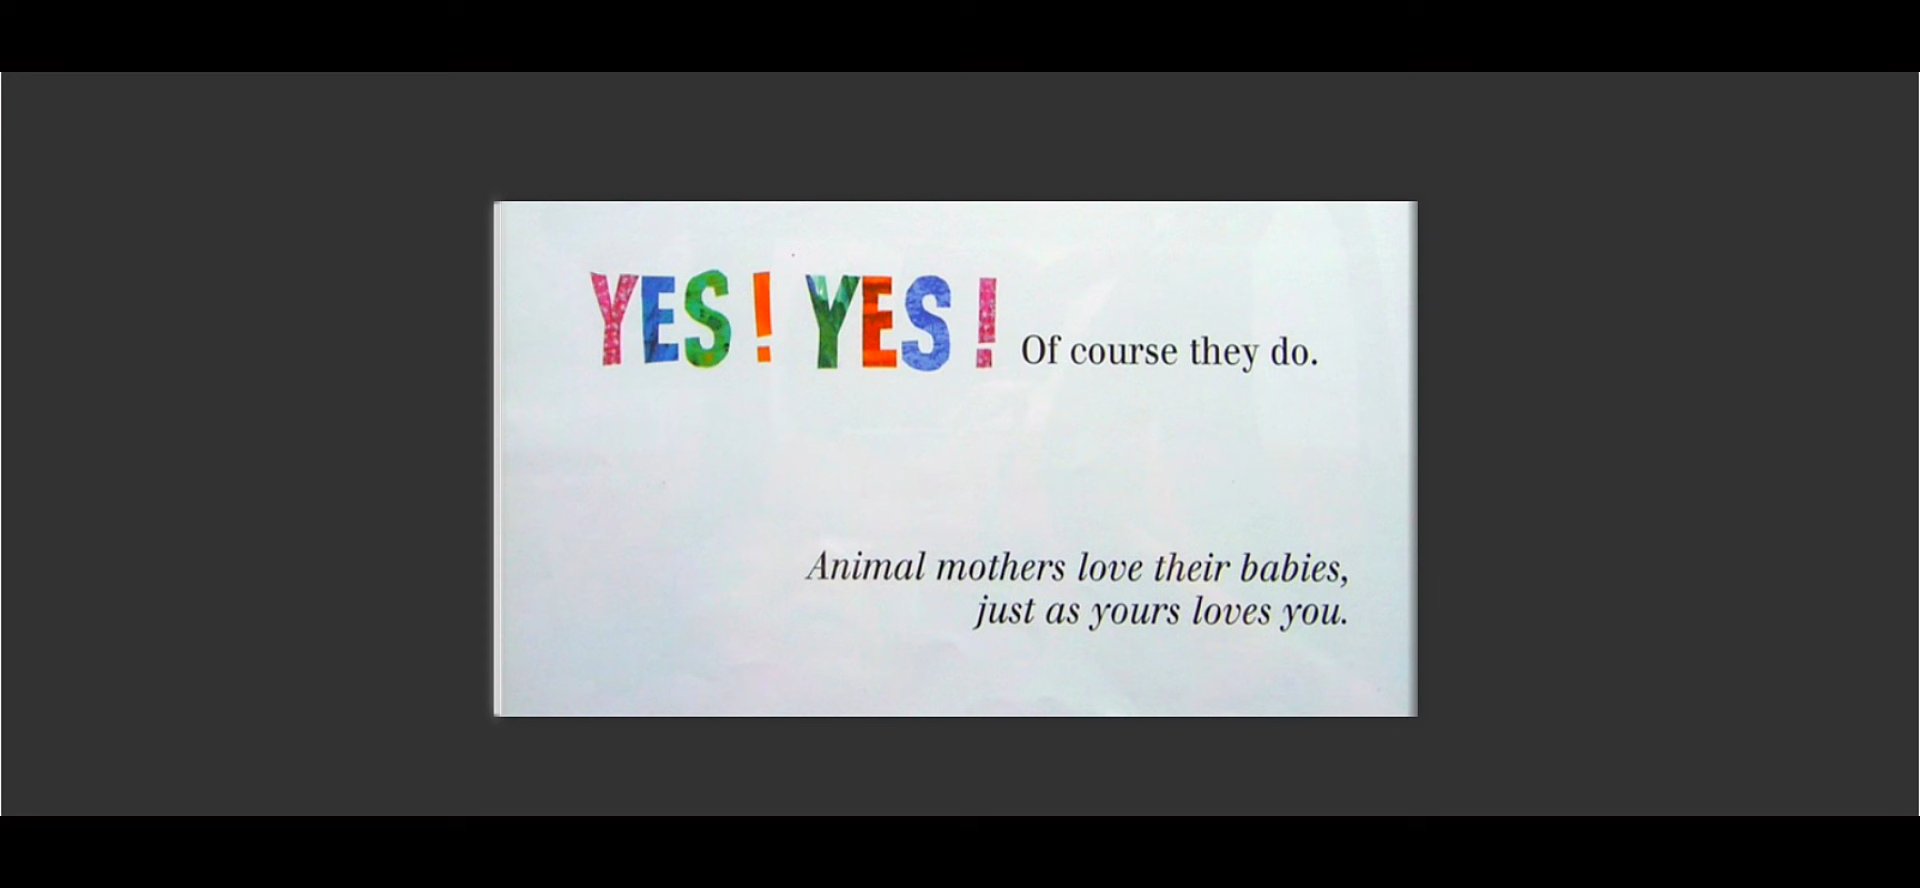 YES! YES! Of course they do.
Animal mothers love their babies,
just as yours loves you.